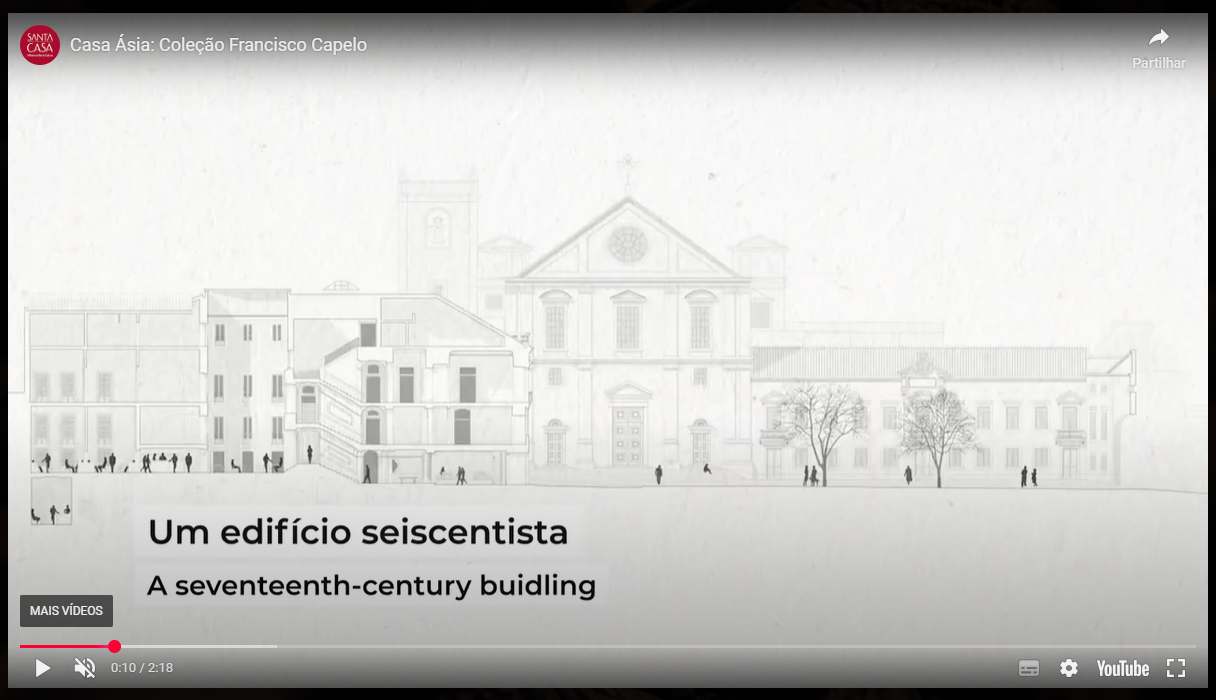 SANTA
CASA
Casa Ásia: Coleção Francisco Capelo
Partilhar
Um edifício seiscentista
A seventeenth-century buidling
MAIS VÍDEOS
0:10 / 2:18
YouTube